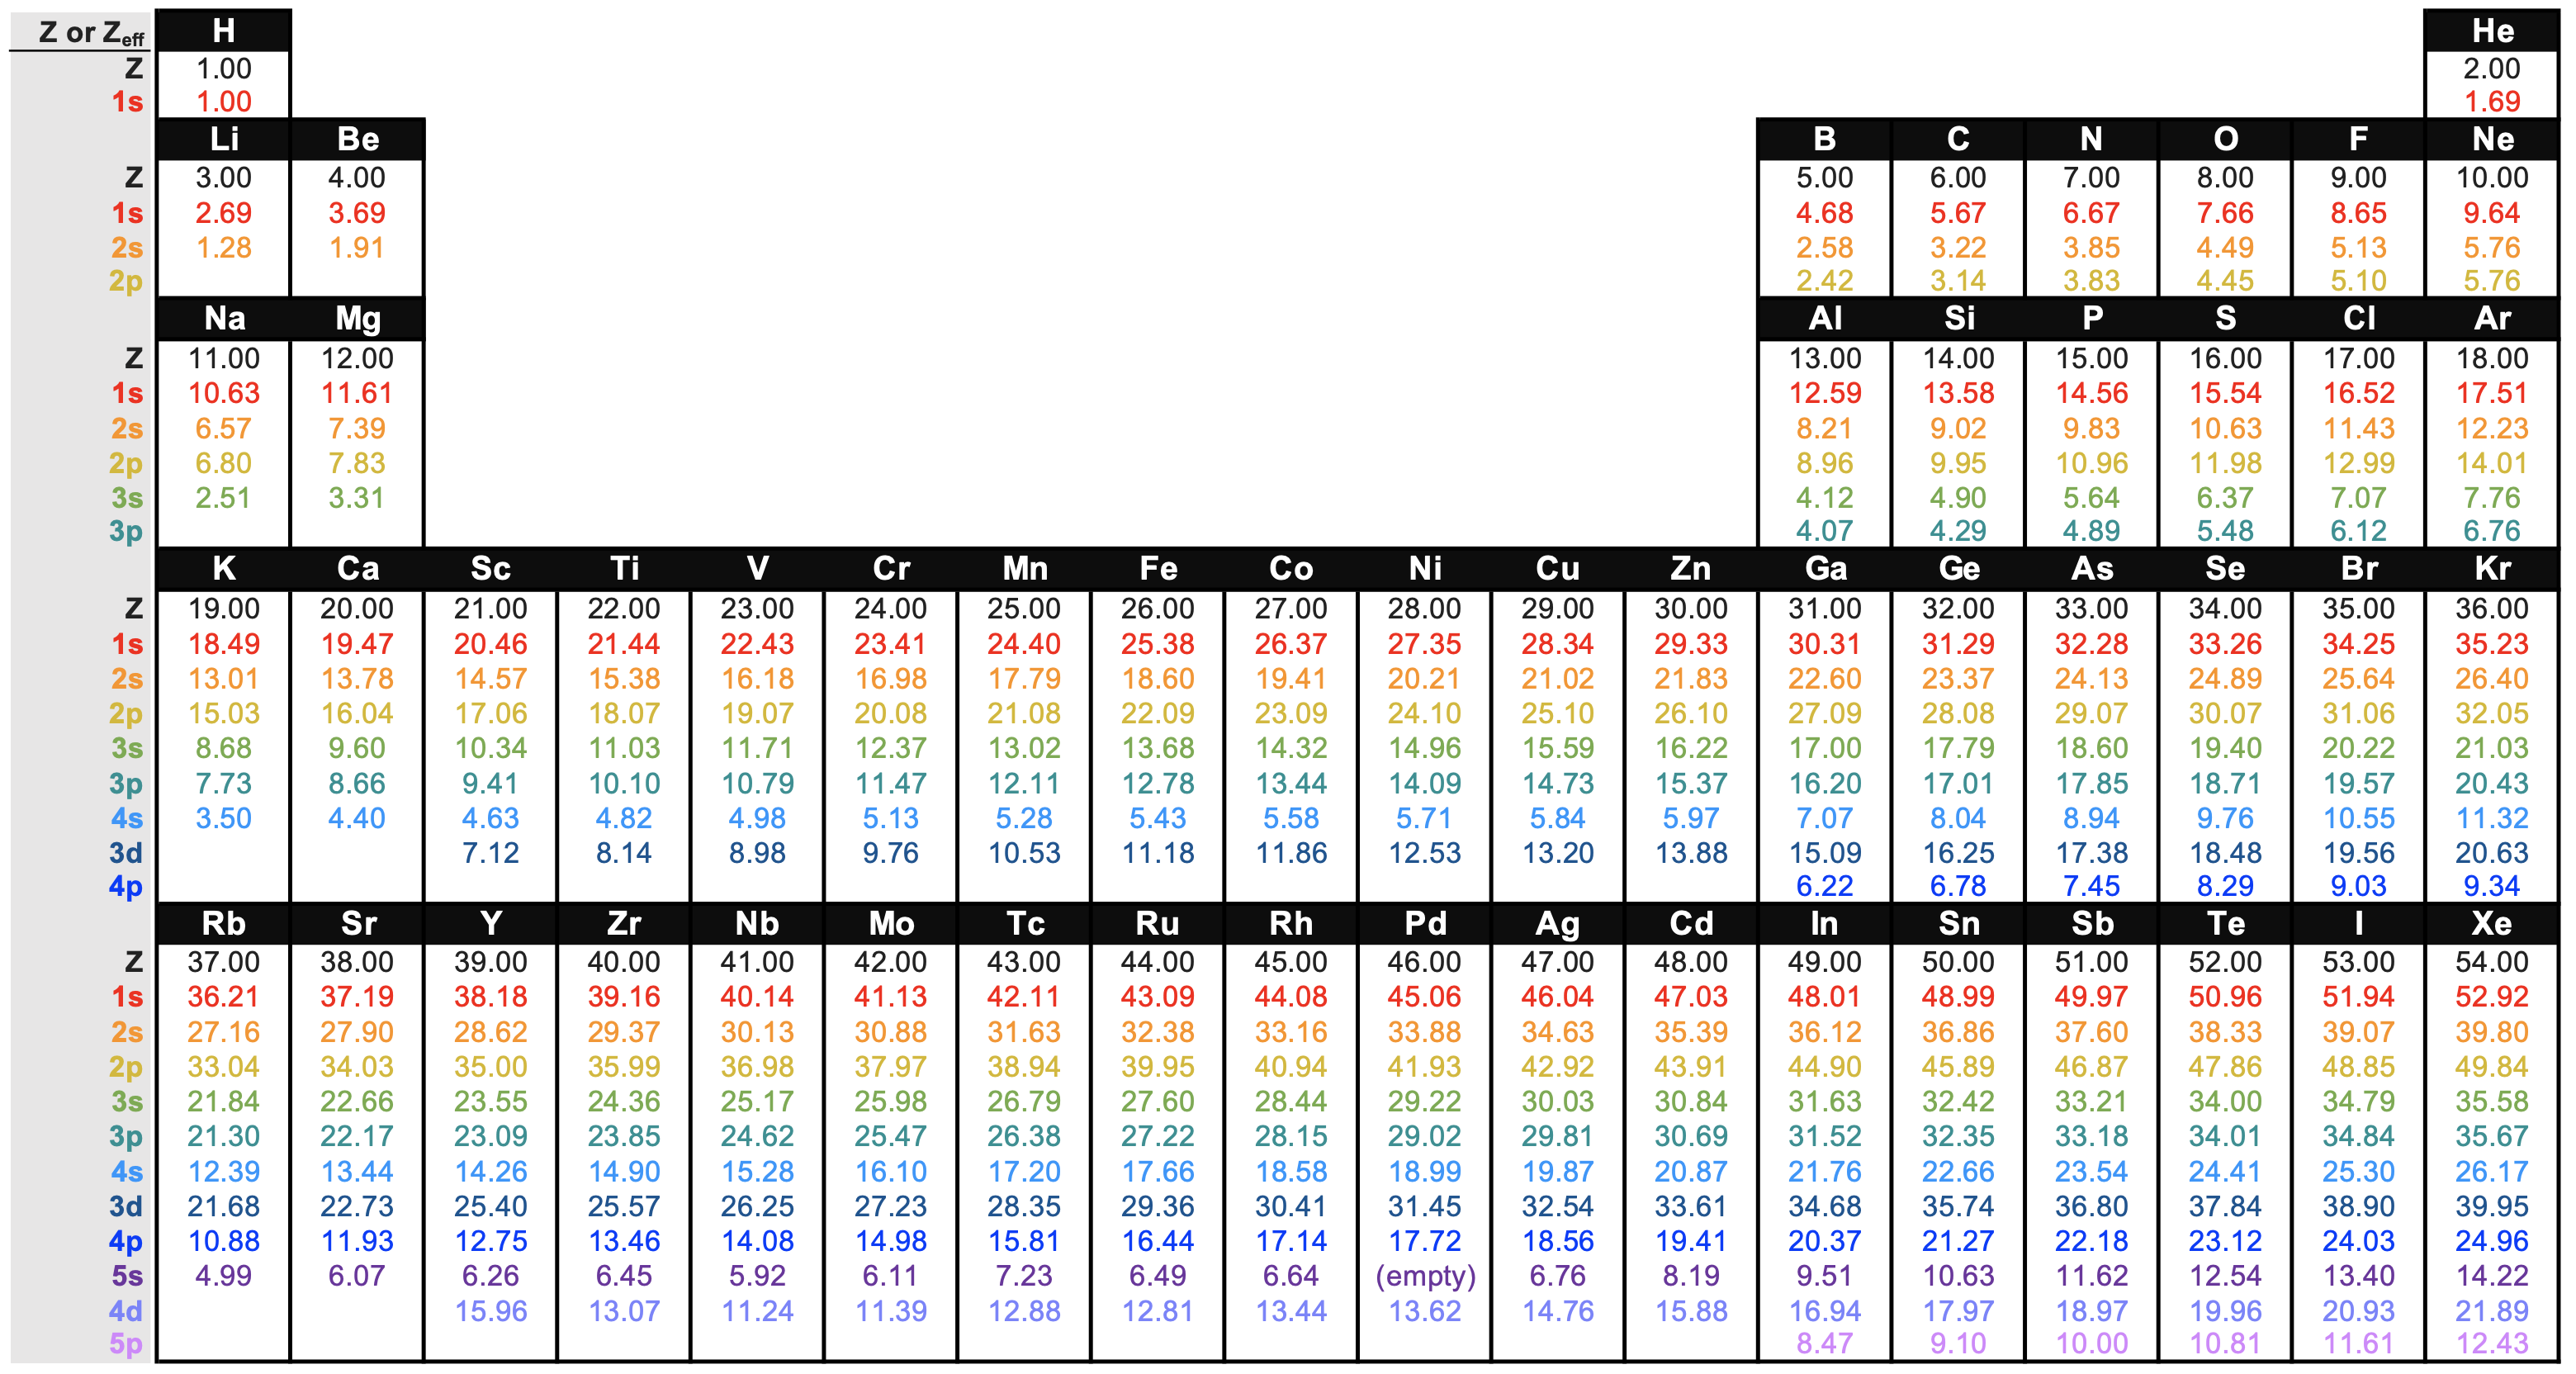 Z or Zeff H He
Z 1.00 2.00
1s 1.00 1.69
Li Be B C N O F Ne
Z 3.00 4.00 5.00 6.00 7.00 8.00 9.00 10.00
1s 2.69 3.69 4.68 5.67 6.67 7.66 8.65 9.64
2s 1.28 1.91 2.58 3.22 3.85 4.49 5.13 5.76
2p 2.42 3.14 3.83 4.45 5.10 5.76
Na Mg Al Si P S Cl Ar
Z 11.00 12.00 13.00 14.00 15.00 16.00 17.00 18.00
1s 10.63 11.61 12.59 13.58 14.56 15.54 16.52 17.51
2s 6.57 7.39 8.21 9.02 9.83 10.63 11.43 12.23
2p 6.80 7.83 8.96 9.95 10.96 11.98 12.99 14.01
3s 2.51 3.31 4.12 4.90 5.64 6.37 7.07 7.76
3p 4.07 4.29 4.89 5.48 6.12 6.76
K Ca Sc Ti V Cr Mn Fe Co Ni Cu Zn Ga Ge As Se Br Kr
Z 19.00 20.00 21.00 22.00 23.00 24.00 25.00 26.00 27.00 28.00 29.00 30.00 31.00 32.00 33.00 34.00 35.00 36.00
1s 18.49 19.47 20.46 21.44 22.43 23.41 24.40 25.38 26.37 27.35 28.34 29.33 30.31 31.29 32.28 33.26 34.25 35.23
2s 13.01 13.78 14.57 15.38 16.18 16.98 17.79 18.60 19.41 20.21 21.02 21.83 22.60 23.37 24.13 24.89 25.64 26.40
2p 15.03 16.04 17.06 18.07 19.07 20.08 21.08 22.09 23.09 24.10 25.10 26.10 27.09 28.08 29.07 30.07 31.06 32.05
3s 8.68 9.60 10.34 11.03 11.71 12.37 13.02 13.68 14.32 14.96 15.59 16.22 17.00 17.79 18.60 19.40 20.22 21.03
3p 7.73 8.66 9.41 10.10 10.79 11.47 12.11 12.78 13.44 14.09 14.73 15.37 16.20 17.01 17.85 18.71 19.57 20.43
4s 3.50 4.40 4.63 4.82 4.98 5.13 5.28 5.43 5.58 5.71 5.84 5.97 7.07 8.04 8.94 9.76 10.55 11.32
3d 7.12 8.14 8.98 9.76 10.53 11.18 11.86 12.53 13.20 13.88 15.09 16.25 17.38 18.48 19.56 20.63
4p 6.22 6.78 7.45 8.29 9.03 9.34
Rb Sr Y Zr Nb Mo Tc Ru Rh Pd Ag Cd In Sn Sb Te I Xe
Z 37.00 38.00 39.00 40.00 41.00 42.00 43.00 44.00 45.00 46.00 47.00 48.00 49.00 50.00 51.00 52.00 53.00 54.00
1s 36.21 37.19 38.18 39.16 40.14 41.13 42.11 43.09 44.08 45.06 46.04 47.03 48.01 48.99 49.97 50.96 51.94 52.92
2s 27.16 27.90 28.62 29.37 30.13 30.88 31.63 32.38 33.16 33.88 34.63 35.39 36.12 36.86 37.60 38.33 39.07 39.80
2p 33.04 34.03 35.00 35.99 36.98 37.97 38.94 39.95 40.94 41.93 42.92 43.91 44.90 45.89 46.87 47.86 48.85 49.84
3s 21.84 22.66 23.55 24.36 25.17 25.98 26.79 27.60 28.44 29.22 30.03 30.84 31.63 32.42 33.21 34.00 34.79 35.58
3p 21.30 22.17 23.09 23.85 24.62 25.47 26.38 27.22 28.15 29.02 29.81 30.69 31.52 32.35 33.18 34.01 34.84 35.67
4s 12.39 13.44 14.26 14.90 15.28 16.10 17.20 17.66 18.58 18.99 19.87 20.87 21.76 22.66 23.54 24.41 25.30 26.17
3d 21.68 22.73 25.40 25.57 26.25 27.23 28.35 29.36 30.41 31.45 32.54 33.61 34.68 35.74 36.80 37.84 38.90 39.95
4p 10.88 11.93 12.75 13.46 14.08 14.98 15.81 16.44 17.14 17.72 18.56 19.41 20.37 21.27 22.18 23.12 24.03 24.96
5s 4.99 6.07 6.26 6.45 5.92 6.11 7.23 6.49 6.64 (empty) 6.76 8.19 9.51 10.63 11.62 12.54 13.40 14.22
4d 15.96 13.07 11.24 11.39 12.88 12.81 13.44 13.62 14.76 15.88 16.94 17.97 18.97 19.96 20.93 21.89
5p 8.47 9.10 10.00 10.81 11.61 12.43